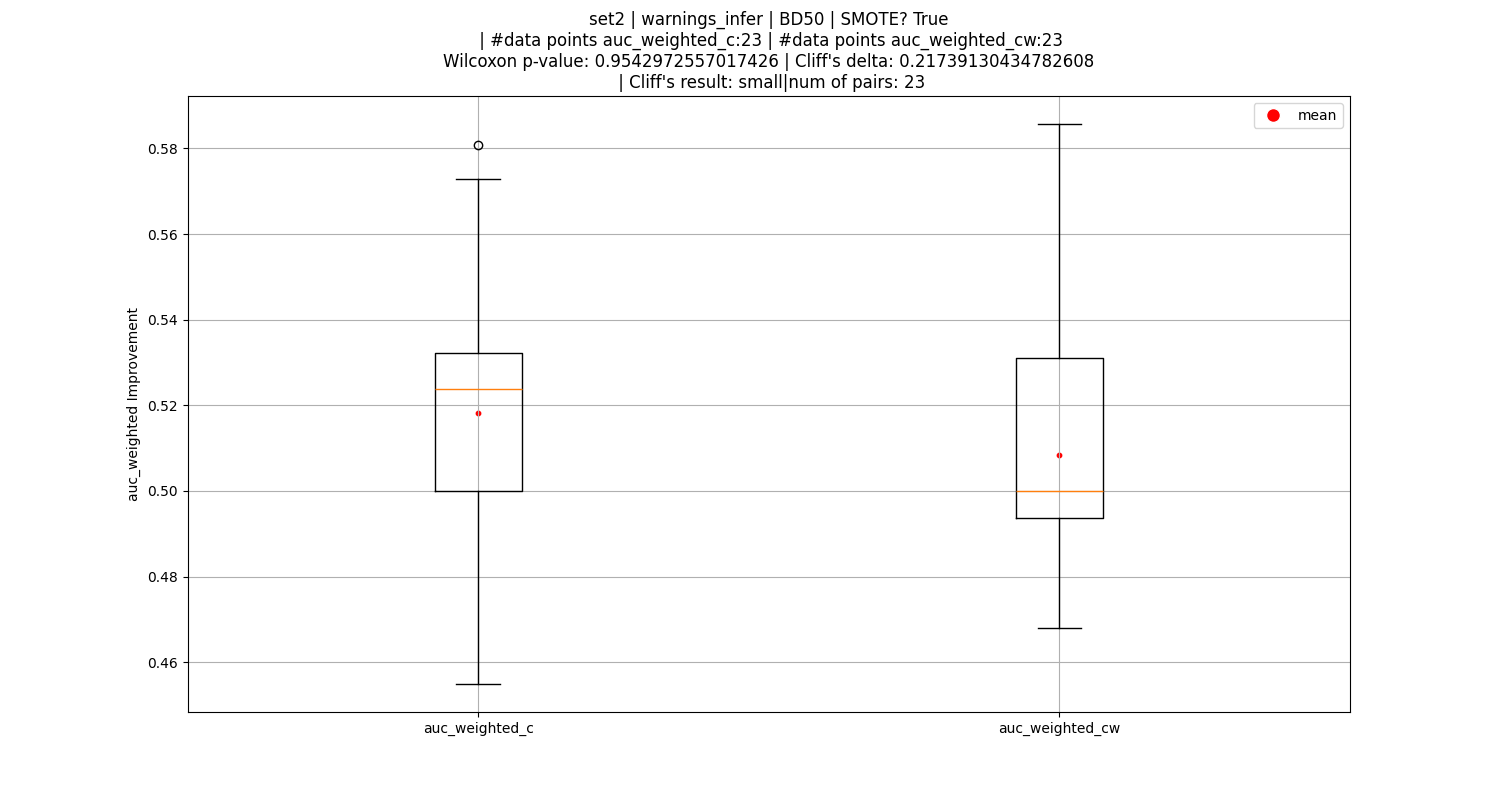 set2 | warnings_infer | BD50 | SMOTE? True
| #data points auc_weighted_c:23 | #data points auc_weighted_cw:23
Wilcoxon p-value: 0.9542972557017426 | Cliff's delta: 0.21739130434782608
| Cliff's result: small|num of pairs: 23
mean
0.58
0.56
0.54
0.52
0.50
0.48
0.46
auc_weighted Improvement
auc_weighted_c
auc_weighted_cw